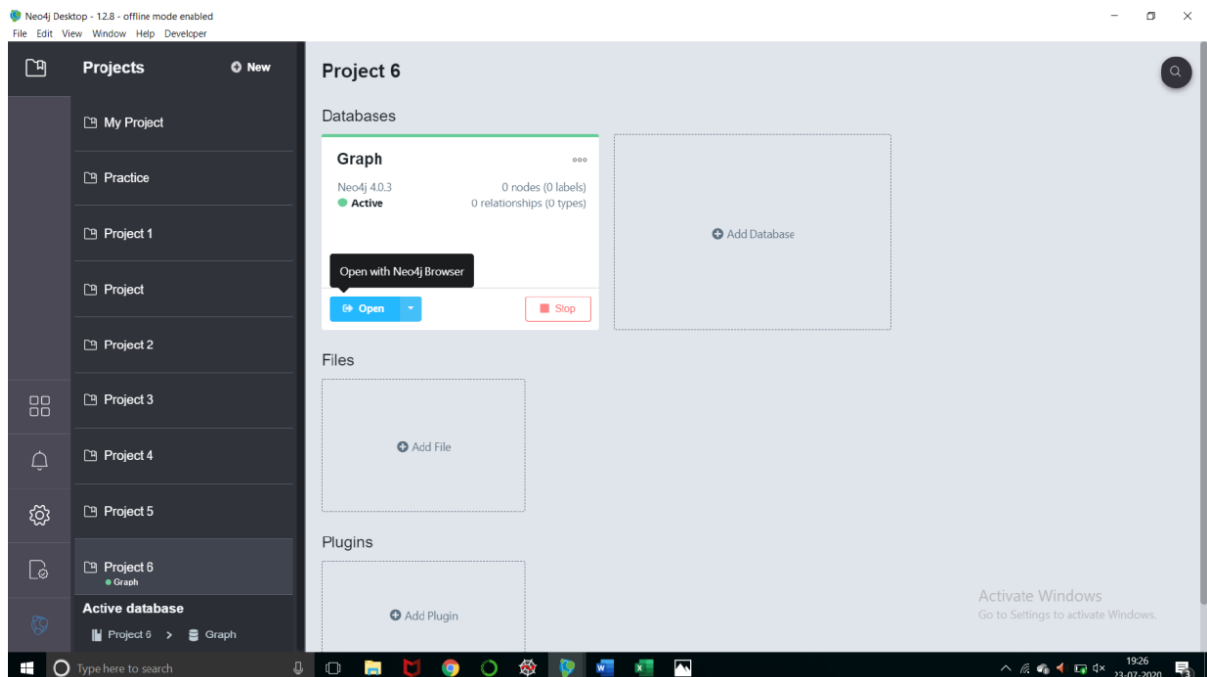 Neo4j Desktop - 1.2.8 - offline mode enabled
File Edit View Window Help Developer
Projects
New
My Project
Practice
Project 1
Project
Project 2
Project 3
Project 4
Project 5
Project 6
Graph
Active database
Project 6 > Graph
Project 6
Databases
Graph
Neo4j 4.0.3
0 nodes (0 labels)
Active
0 relationships (0 types)
Open with Neo4j Browser
Open
Stop
Add Database
Files
Add File
Plugins
Add Plugin
Activate Windows
Go to Settings to activate Windows.
Type here to search
19:26
23-07-2020